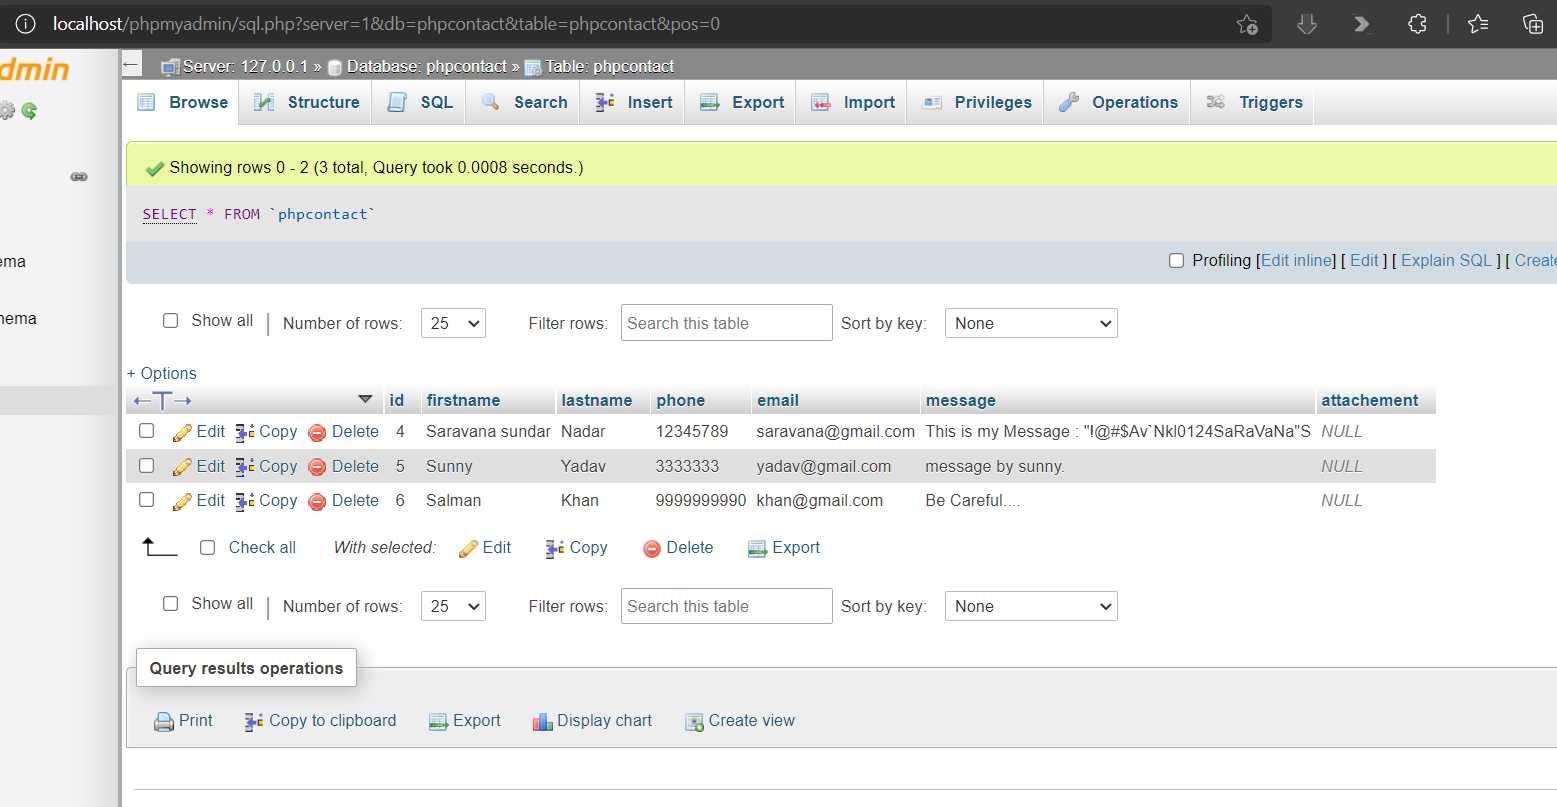 localhost/phpmyadmin/sql.php?server=1&db=phpcontact&table=phpcontact&pos=0
dmin
Server: 127.0.0.1 » Database: phpcontact » Table: phpcontact
Browse Structure SQL Search Insert Export Import Privileges Operations Triggers
Showing rows 0 - 2 (3 total, Query took 0.0008 seconds.)
SELECT * FROM `phpcontact`
ema
Profiling [Edit inline] [ Edit ] [ Explain SQL ] [ Create
hema
Show all | Number of rows: 25 Filter rows: Search this table Sort by key: None
+ Options
←T→ id firstname lastname phone email message attachement
Edit Copy Delete 4 Saravana sundar Nadar 12345789 saravana@gmail.com This is my Message : "!@#$Av`Nkl0124SaRaVaNa"S NULL
Edit Copy Delete 5 Sunny Yadav 3333333 yadav@gmail.com message by sunny. NULL
Edit Copy Delete 6 Salman Khan 9999999990 khan@gmail.com Be Careful.... NULL
Check all With selected: Edit Copy Delete Export
Show all | Number of rows: 25 Filter rows: Search this table Sort by key: None
Query results operations
Print Copy to clipboard Export Display chart Create view